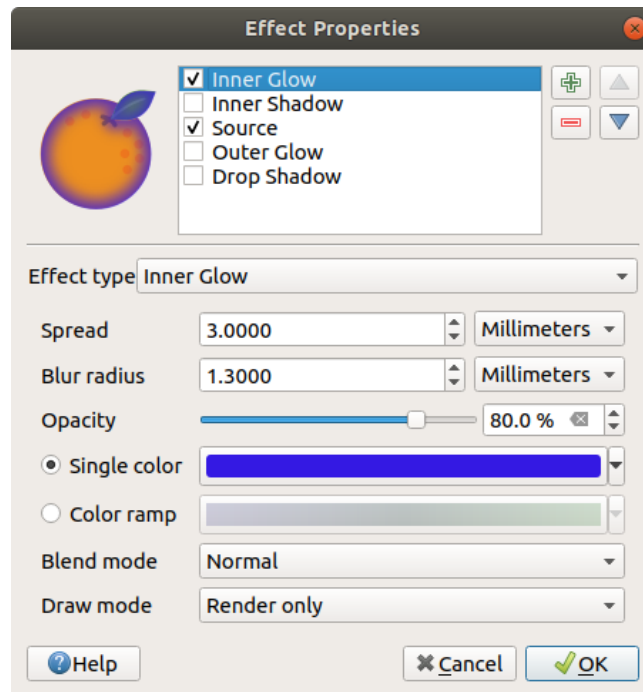 Effect Properties
Inner Glow
Inner Shadow
Source
Outer Glow
Drop Shadow
Effect type Inner Glow
Spread 3.0000 Millimeters
Blur radius 1.3000 Millimeters
Opacity 80.0 %
Single color
Color ramp
Blend mode Normal
Draw mode Render only
Help Cancel OK